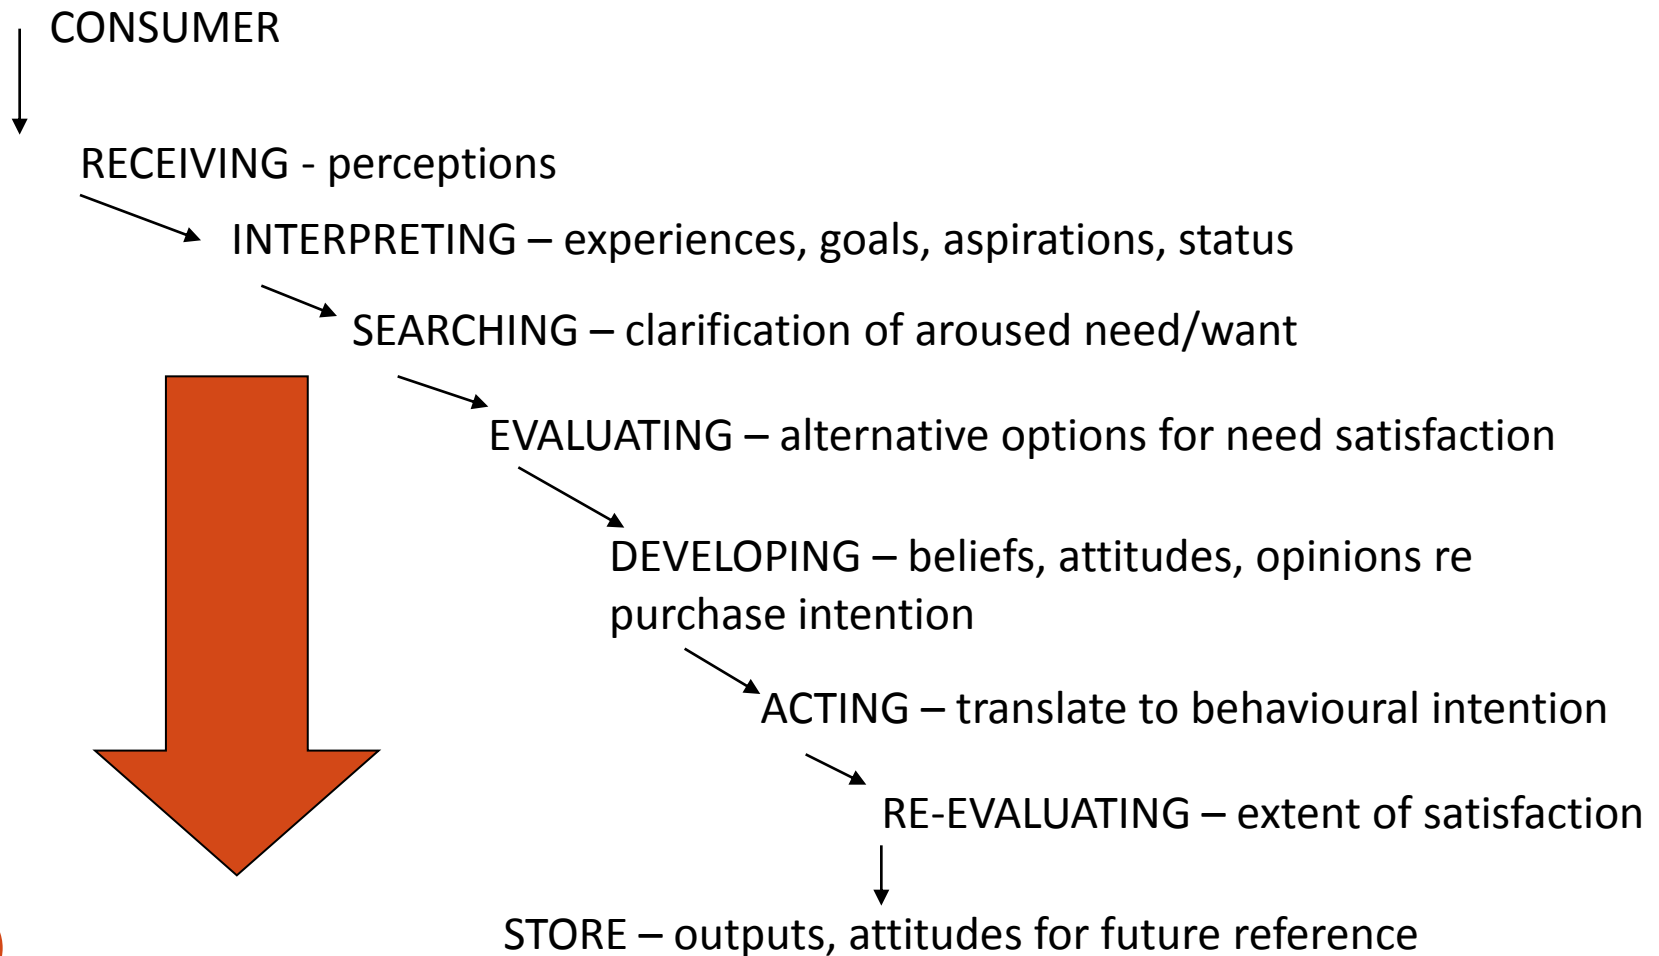 CONSUMER
RECEIVING - perceptions
INTERPRETING – experiences, goals, aspirations, status
SEARCHING – clarification of aroused need/want
EVALUATING – alternative options for need satisfaction
DEVELOPING – beliefs, attitudes, opinions re
purchase intention
ACTING – translate to behavioural intention
RE-EVALUATING – extent of satisfaction
STORE – outputs, attitudes for future reference